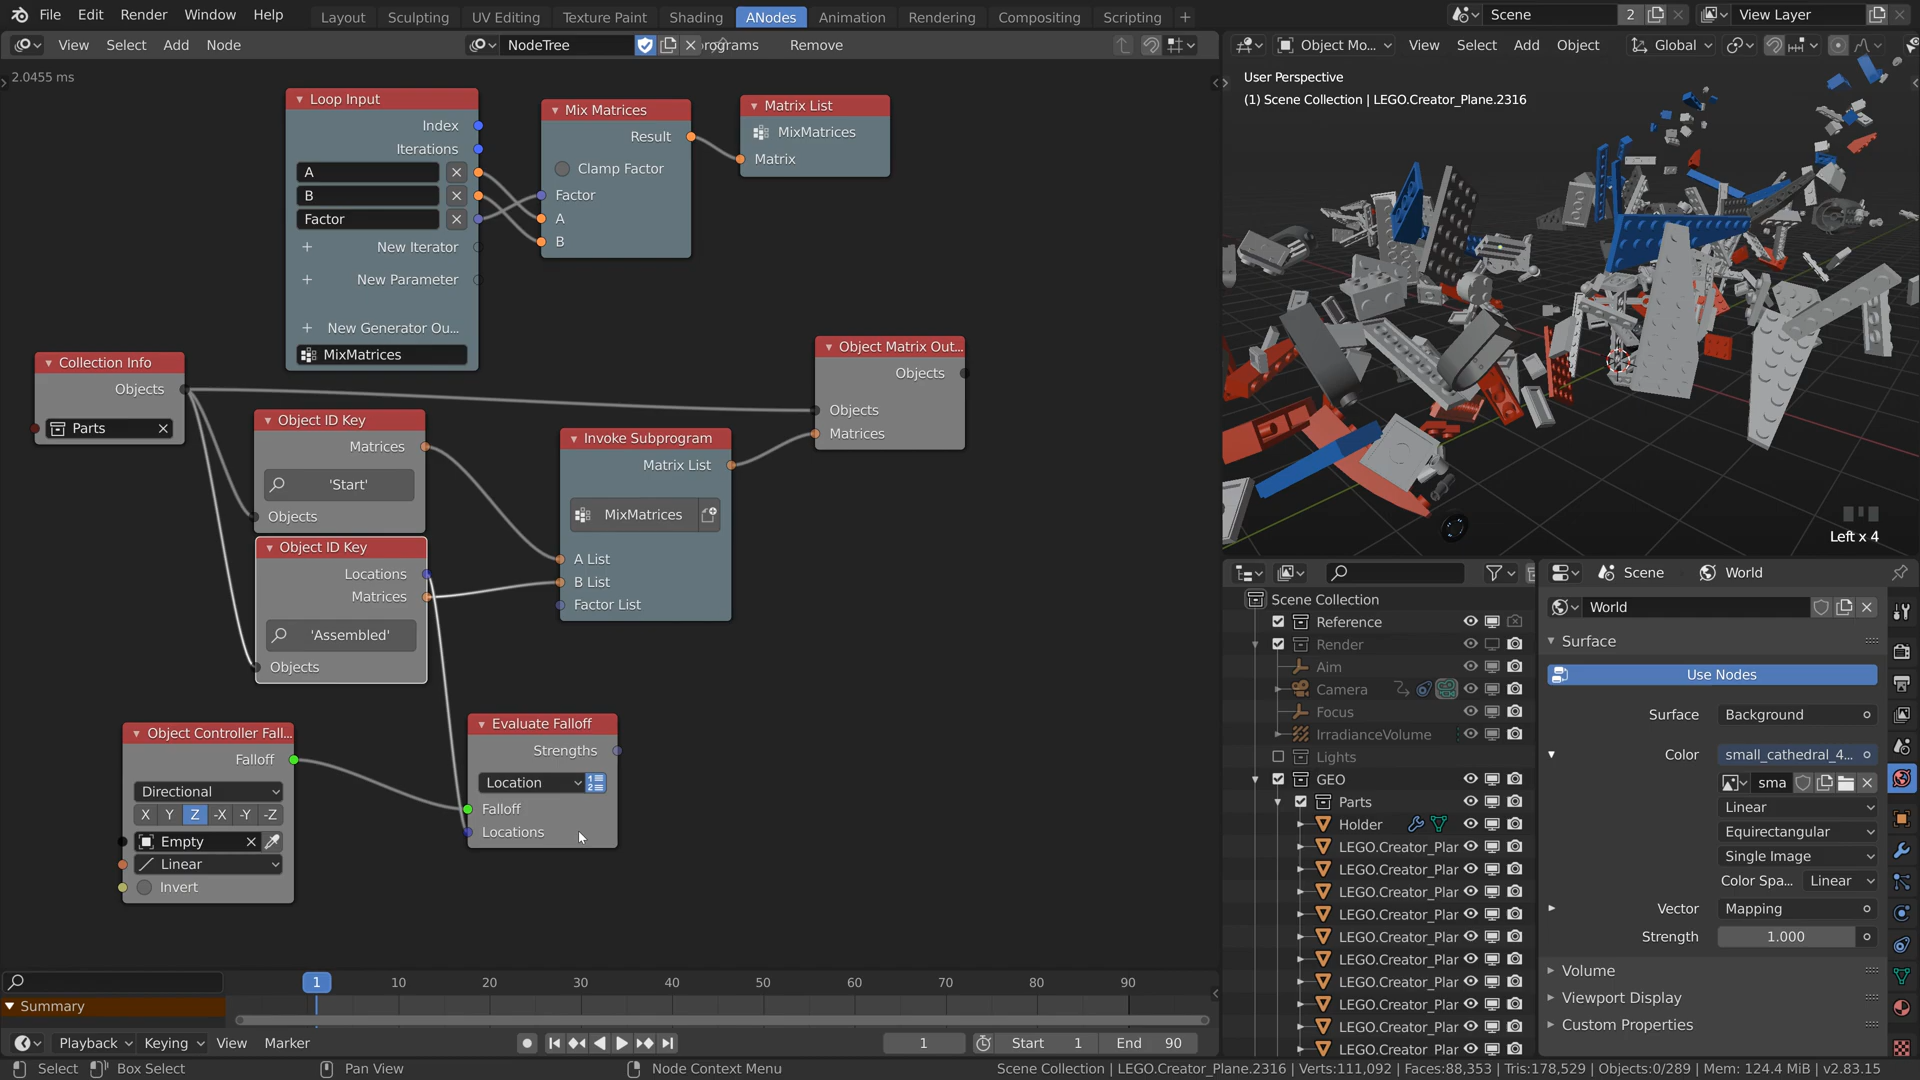 File Edit Render Window Help Layout Sculpting UV Editing Texture Paint Shading ANodes Animation Rendering Compositing Scripting + Scene 2 View Layer
View Select Add Node NodeTree rograms Remove Object Mo... View Select Add Object Global
2.0455 ms
User Perspective
(1) Scene Collection | LEGO.Creator_Plane.2316
Left x 4
Loop Input
Index
Iterations
A
B
Factor
New Iterator
New Parameter
New Generator Ou...
MixMatrices
Mix Matrices
Result
Clamp Factor
Factor
A
B
Matrix List
MixMatrices
Matrix
Collection Info
Objects
Parts
Object ID Key
Matrices
'Start'
Objects
Object ID Key
Locations
Matrices
'Assembled'
Objects
Invoke Subprogram
Matrix List
MixMatrices
A List
B List
Factor List
Object Matrix Out...
Objects
Objects
Matrices
Object Controller Fall...
Falloff
Directional
X Y Z -X -Y -Z
Empty
Linear
Invert
Evaluate Falloff
Strengths
Location
Falloff
Locations
Scene Collection
Reference
Render
Aim
Camera
Focus
IrradianceVolume
Lights
GEO
Parts
Holder
LEGO.Creator_Plar
LEGO.Creator_Plar
LEGO.Creator_Plar
LEGO.Creator_Plar
LEGO.Creator_Plar
LEGO.Creator_Plar
LEGO.Creator_Plar
LEGO.Creator_Plar
LEGO.Creator_Plar
LEGO.Creator_Plar
Scene World
World
Surface
Use Nodes
Surface Background
Color small_cathedral_4...
sma
Linear
Equirectangular
Single Image
Color Spa... Linear
Vector Mapping
Strength 1.000
Volume
Viewport Display
Custom Properties
1 10 20 30 40 50 60 70 80 90
Summary
Playback Keying View Marker 1 Start 1 End 90
Select Box Select Pan View Node Context Menu Scene Collection | LEGO.Creator_Plane.2316 | Verts:111,092 | Faces:88,353 | Tris:178,529 | Objects:0/289 | Mem: 124.4 MiB | v2.83.15